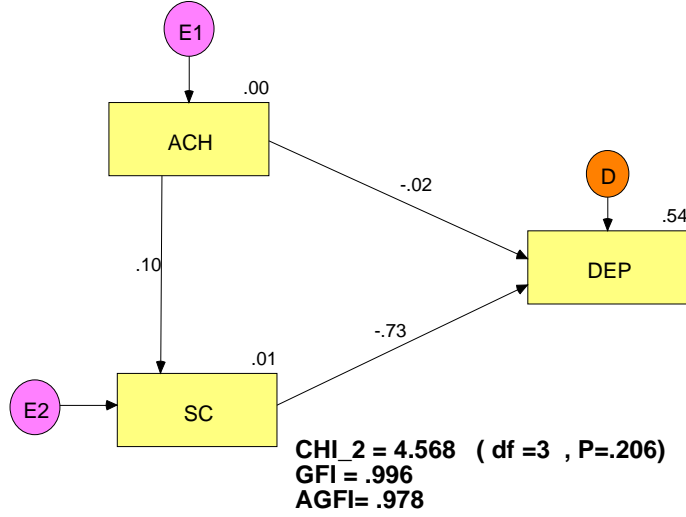 E1
.00
ACH
-.02
D
.54
DEP
.10
-.73
.01
E2
SC
CHI_2 = 4.568 ( df =3 , P=.206)
GFI = .996
AGFI= .978